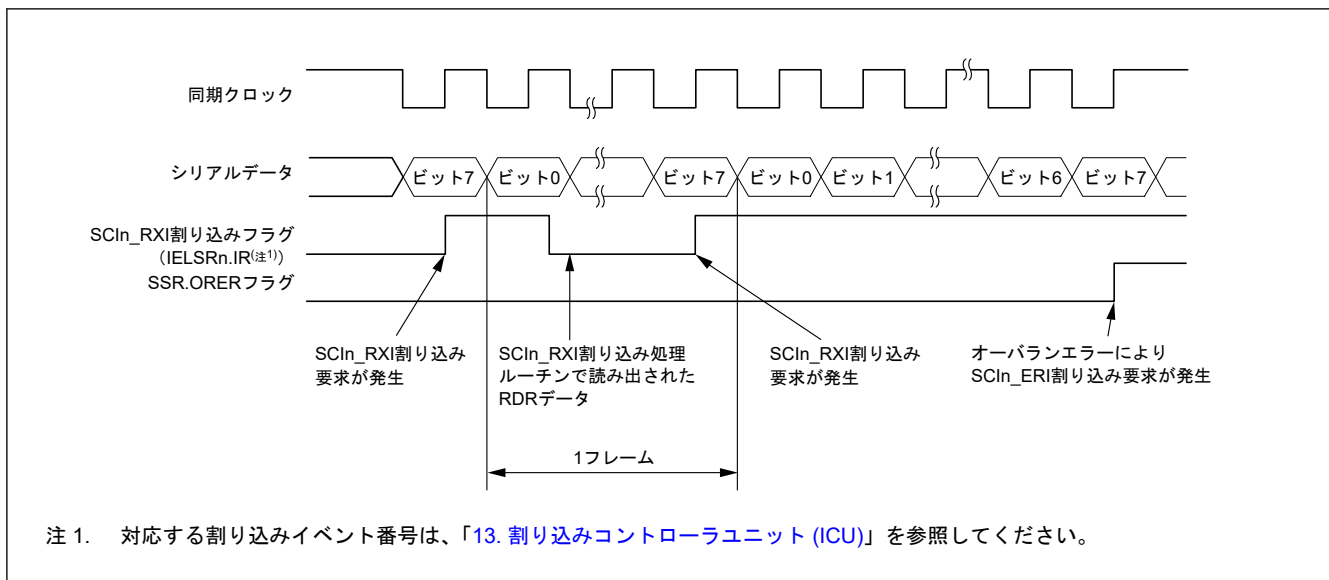 同期クロック
シリアルデータ
ビット7 ビット0 ビット7 ビット0 ビット1 ビット6 ビット7
SCIn_RXI割り込みフラグ
(IELSRn.IR(注1))
SSR.ORERフラグ
SCIn_RXI割り込み
要求が発生
SCIn_RXI割り込み処理
ルーチンで読み出された
RDRデータ
SCIn_RXI割り込み
要求が発生
オーバランエラーにより
SCIn_ERI割り込み要求が発生
1フレーム
注 1. 対応する割り込みイベント番号は、「13. 割り込みコントローラユニット (ICU)」を参照してください。